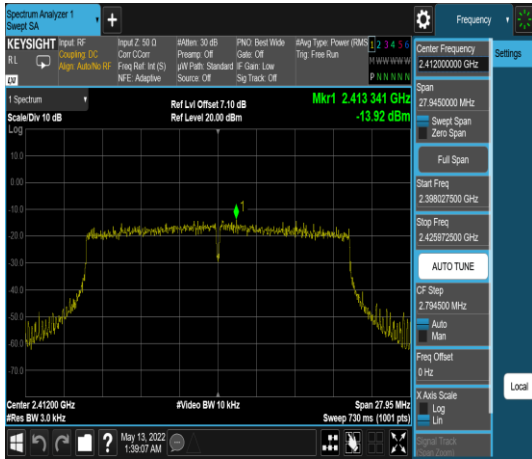 Spectrum Analyzer 1
Swept SA
Frequency
KEYSIGHT
R L
LXI
Input: RF
Coupling: DC
Align: Auto/No RF
Input Z: 50 Ω
Corr CCorr
Freq Ref: Int (S)
NFE: Adaptive
#Atten: 30 dB
Preamp: Off
µW Path: Standard
Source: Off
PNO: Best Wide
Gate: Off
IF Gain: Low
Sig Track: Off
#Avg Type: Power (RMS
Trig: Free Run
1 2 3 4 5 6
M W W W W W
P N N N N N
1 Spectrum
Scale/Div 10 dB
Log
Ref Lvl Offset 7.10 dB
Ref Level 20.00 dBm
Mkr1 2.413 341 GHz
-13.92 dBm
10.0
0.00
-10.0
-20.0
-30.0
-40.0
-50.0
-60.0
-70.0
1
Center 2.41200 GHz
#Res BW 3.0 kHz
#Video BW 10 kHz
Span 27.95 MHz
Sweep 730 ms (1001 pts)
May 13, 2022
1:39:07 AM
Center Frequency
2.412000000 GHz
Span
27.9450000 MHz
Swept Span
Zero Span
Full Span
Start Freq
2.398027500 GHz
Stop Freq
2.425972500 GHz
AUTO TUNE
CF Step
2.794500 MHz
Auto
Man
Freq Offset
0 Hz
X Axis Scale
Log
Lin
Signal Track
(Span Zoom)
Settings
Local